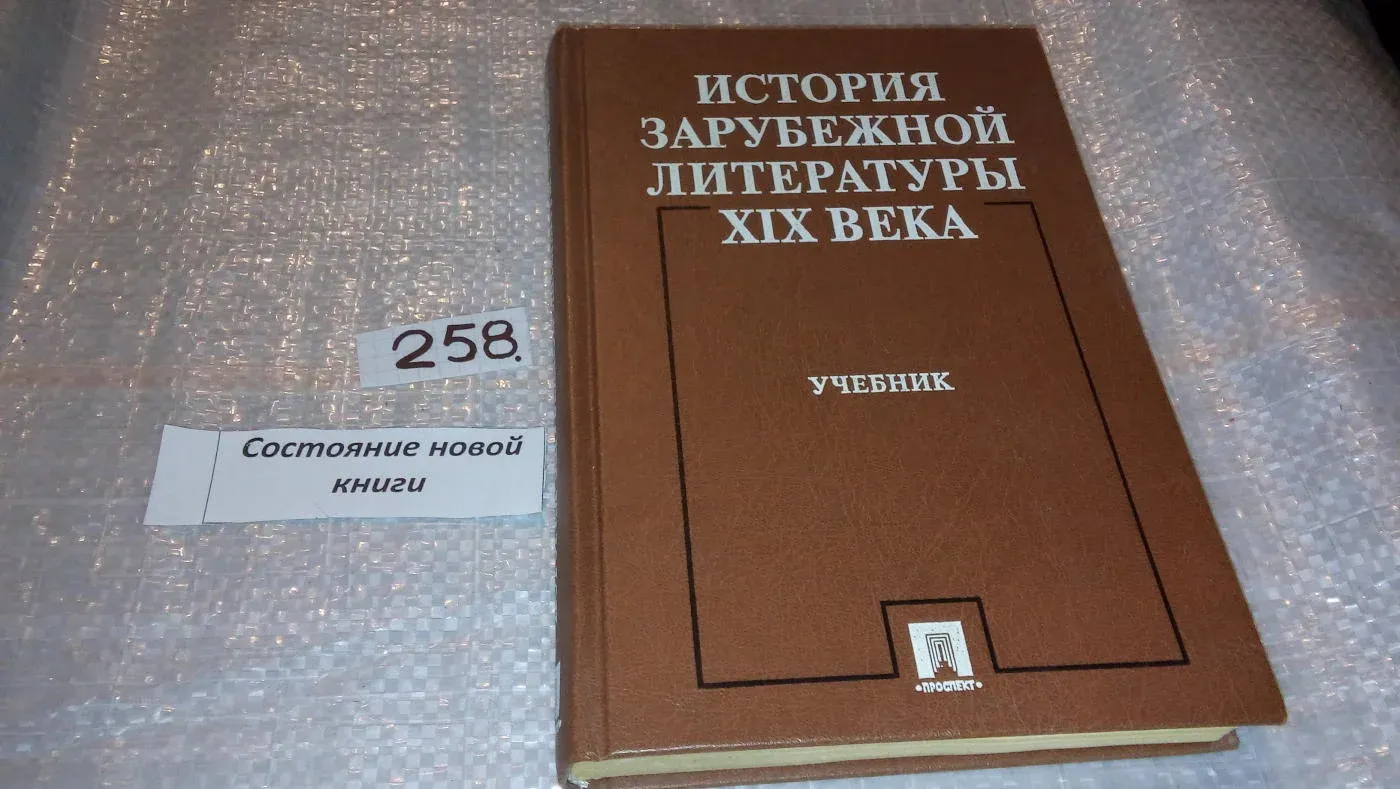 ИСТОРИЯ
ЗАРУБЕЖНОЙ
ЛИТЕРАТУРЫ
XIX ВЕКА
258.
УЧЕБНИК
Состояние новой
книги
•ПРОСПЕКТ•